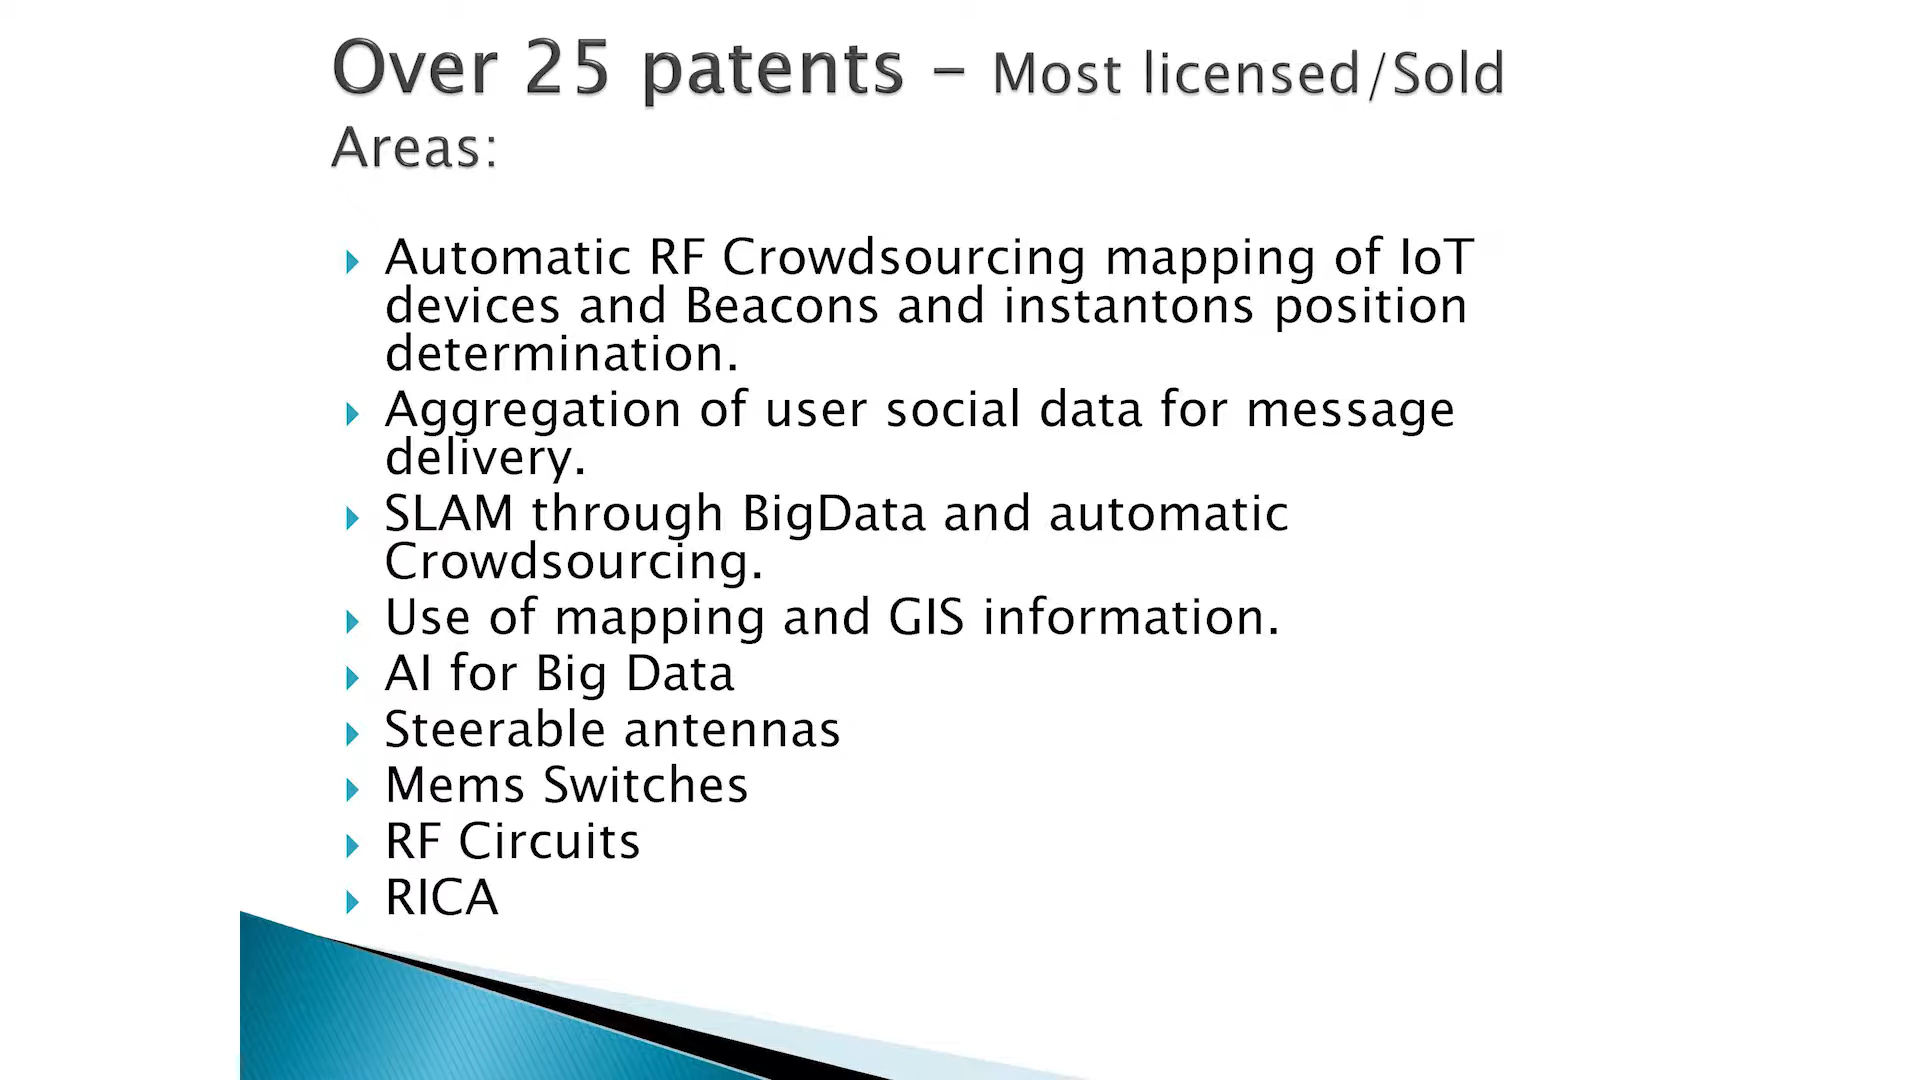 Over 25 patents – Most licensed/Sold
Areas:
Automatic RF Crowdsourcing mapping of IoT
devices and Beacons and instantons position
determination.
Aggregation of user social data for message
delivery.
SLAM through BigData and automatic
Crowdsourcing.
Use of mapping and GIS information.
AI for Big Data
Steerable antennas
Mems Switches
RF Circuits
RICA